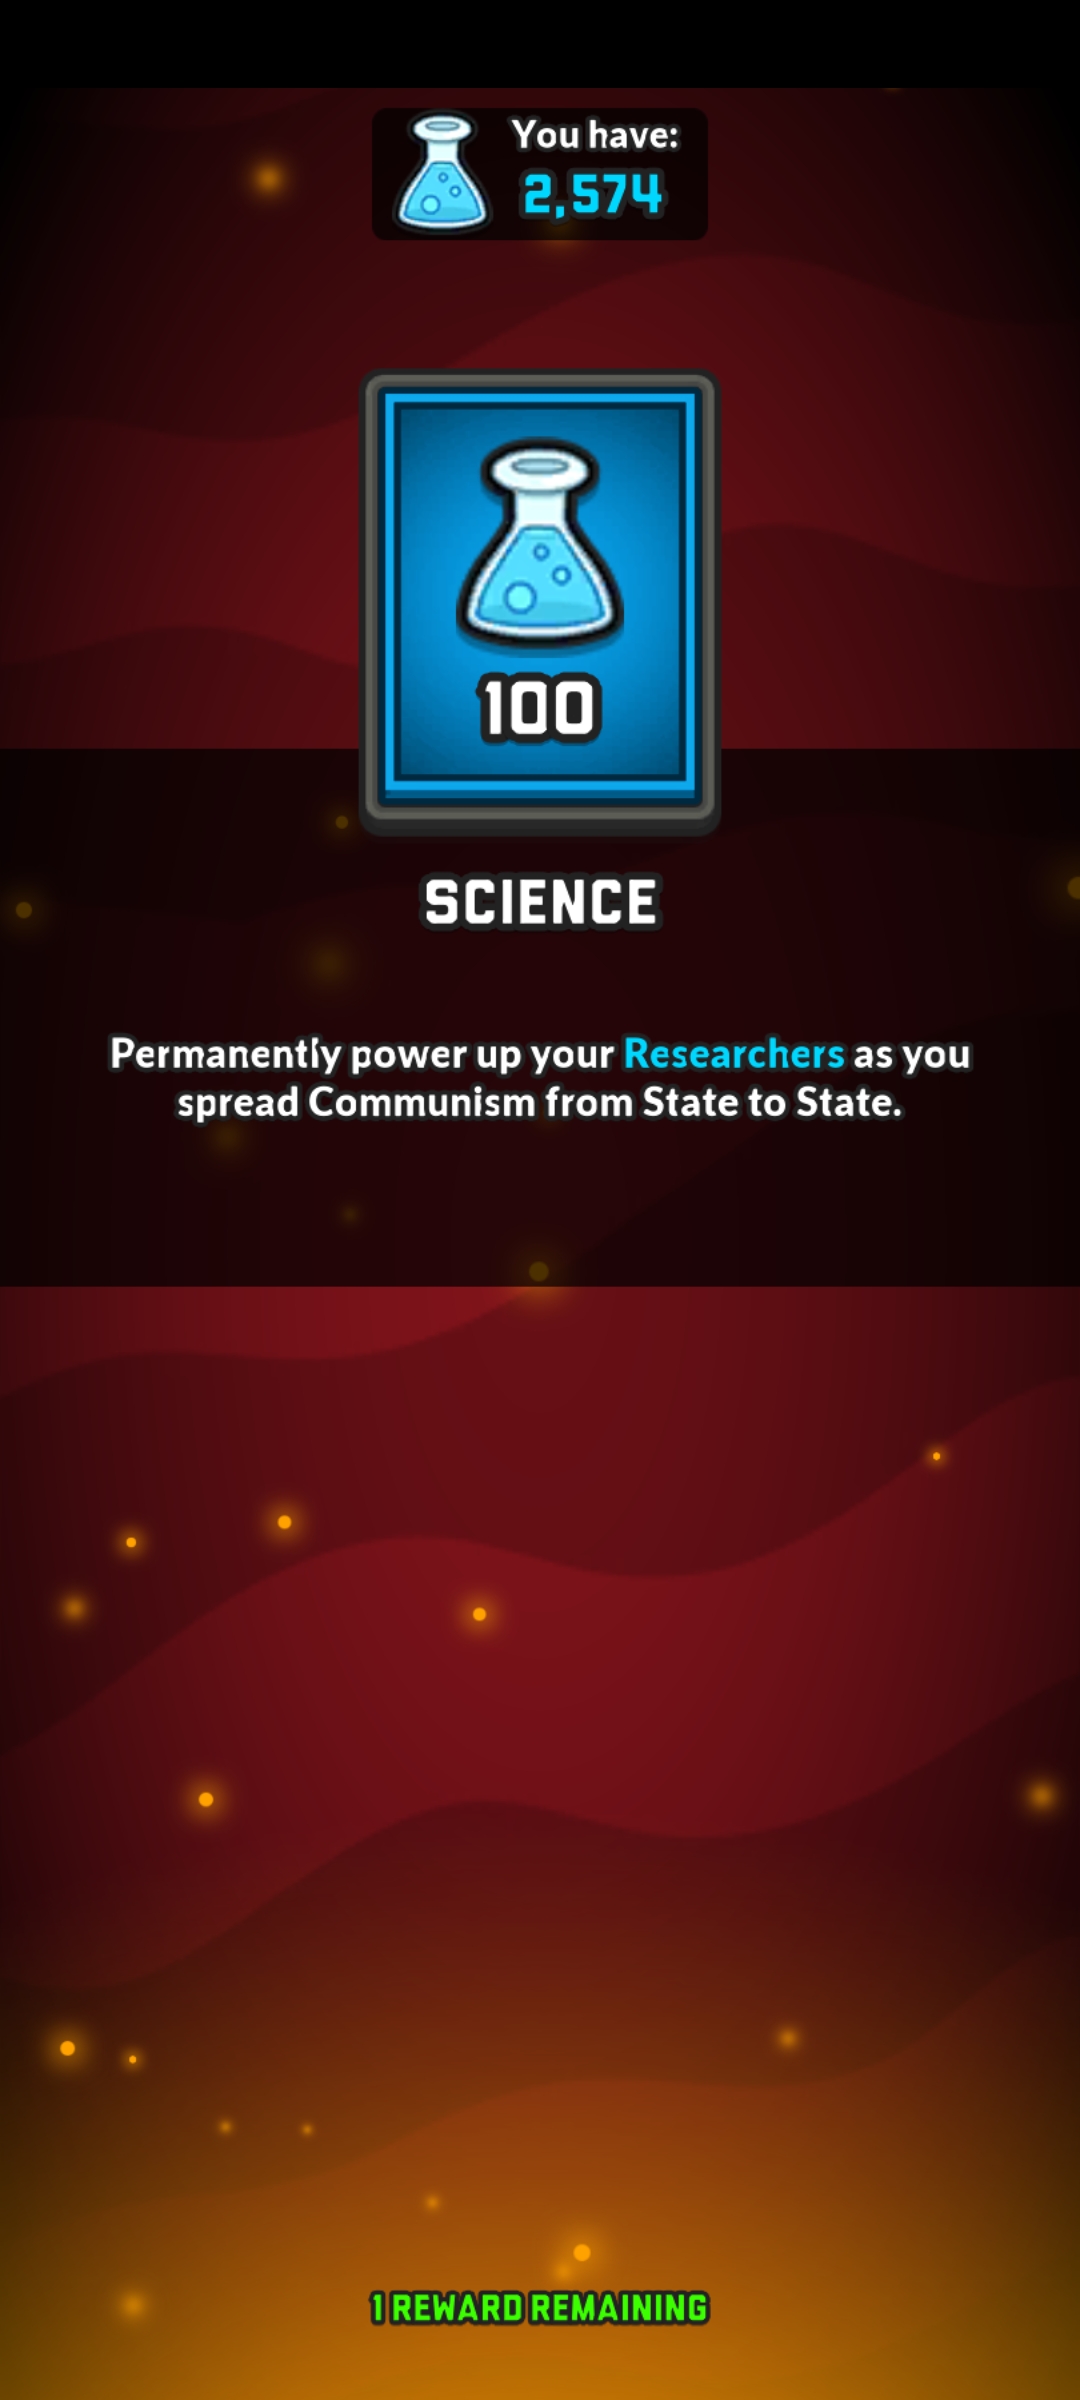 You have:
2,574
100
SCIENCE
Permanently power up your Researchers as you
spread Communism from State to State.
1 REWARD REMAINING